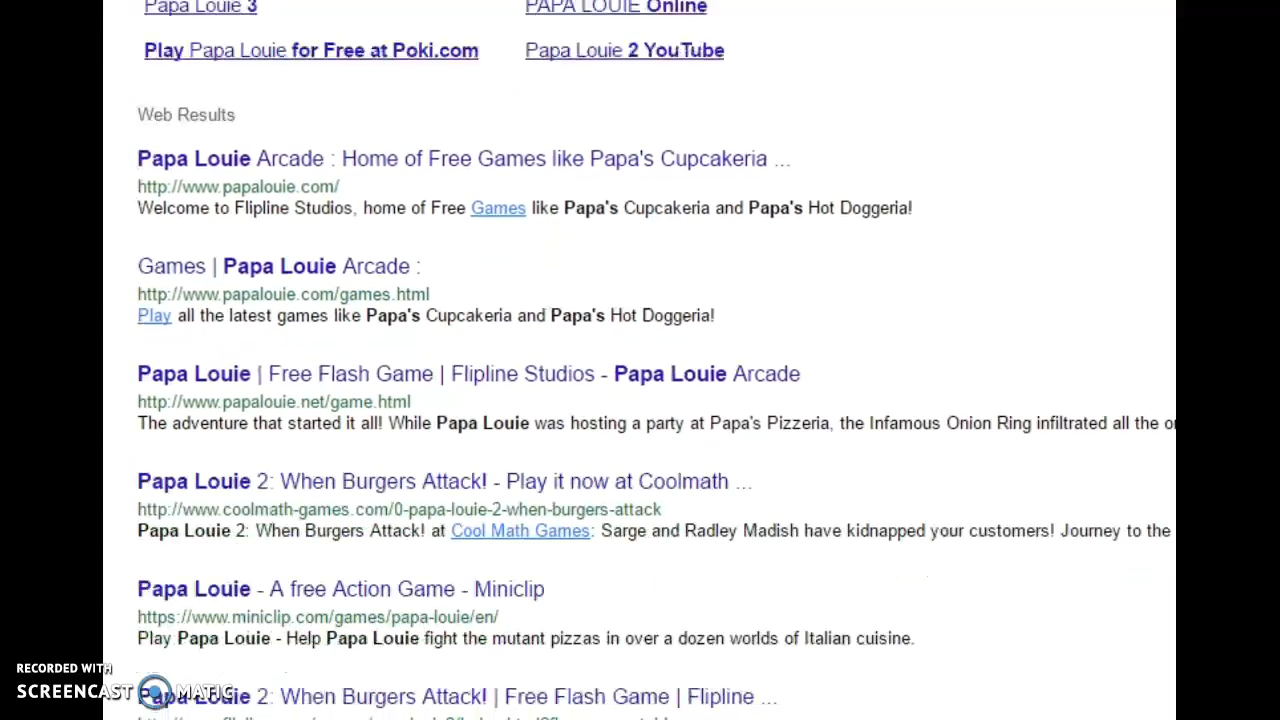 Papa Louie 3 PAPA LOUIE Online
Play Papa Louie for Free at Poki.com Papa Louie 2 YouTube
Web Results
Papa Louie Arcade : Home of Free Games like Papa's Cupcakeria ...
http://www.papalouie.com/
Welcome to Flipline Studios, home of Free Games like Papa's Cupcakeria and Papa's Hot Doggeria!
Games | Papa Louie Arcade :
http://www.papalouie.com/games.html
Play all the latest games like Papa's Cupcakeria and Papa's Hot Doggeria!
Papa Louie | Free Flash Game | Flipline Studios - Papa Louie Arcade
http://www.papalouie.net/game.html
The adventure that started it all! While Papa Louie was hosting a party at Papa's Pizzeria, the Infamous Onion Ring infiltrated all the
Papa Louie 2: When Burgers Attack! - Play it now at Coolmath ...
http://www.coolmath-games.com/0-papa-louie-2-when-burgers-attack
Papa Louie 2: When Burgers Attack! at Cool Math Games: Sarge and Radley Madish have kidnapped your customers! Journey to the
Papa Louie - A free Action Game - Miniclip
https://www.miniclip.com/games/papa-louie/en/
Play Papa Louie - Help Papa Louie fight the mutant pizzas in over a dozen worlds of Italian cuisine.
RECORDED WITH
SCREENCAST MATIC
Papa Louie 2: When Burgers Attack! | Free Flash Game | Flipline ...